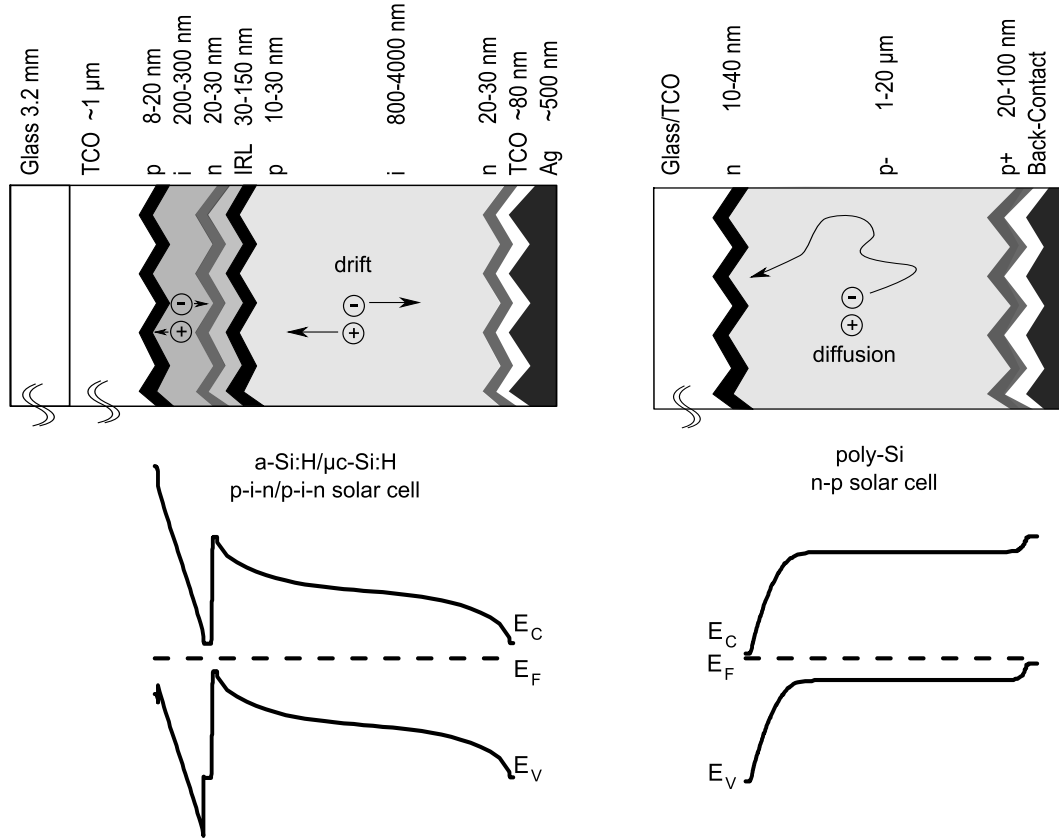 Glass 3.2 mm
TCO ~1 µm
p 8-20 nm
i 200-300 nm
n 20-30 nm
IRL 30-150 nm
p 10-30 nm
i 800-4000 nm
n 20-30 nm
TCO ~80 nm
Ag ~500 nm
drift
-
+
-
+
a-Si:H/µc-Si:H
p-i-n/p-i-n solar cell
E_C
E_F
E_V
Glass/TCO
n 10-40 nm
p- 1-20 µm
p+ 20-100 nm
Back-Contact
-
+
diffusion
poly-Si
n-p solar cell
E_C
E_F
E_V